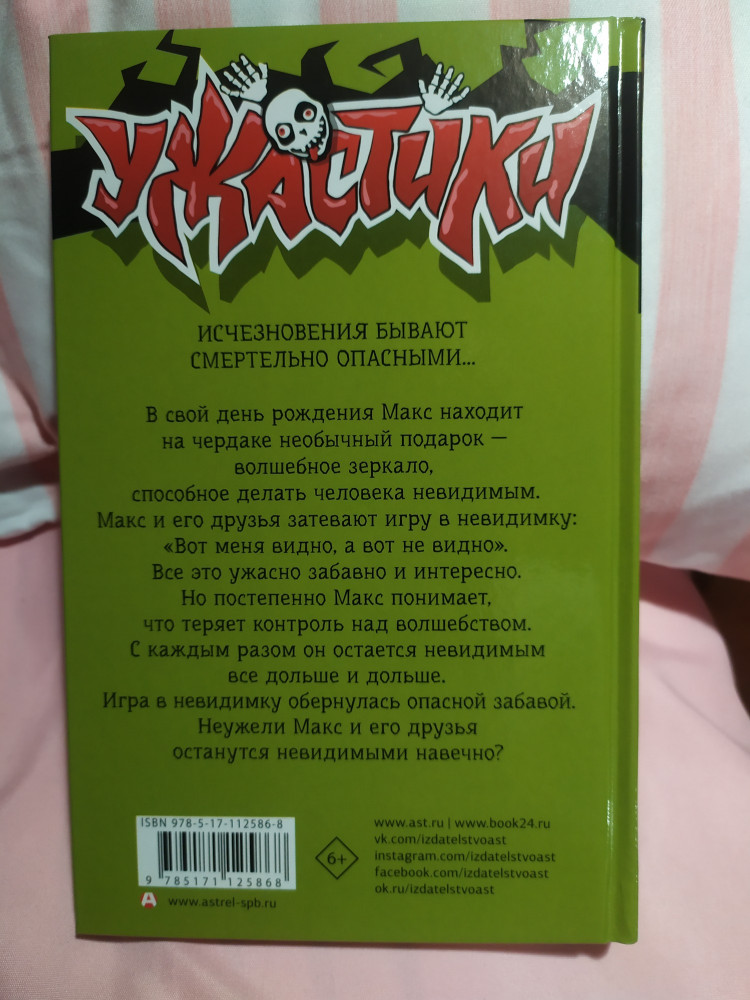 УЖАСТИКИ
ИСЧЕЗНОВЕНИЯ БЫВАЮТ
СМЕРТЕЛЬНО ОПАСНЫМИ...
В свой день рождения Макс находит
на чердаке необычный подарок —
волшебное зеркало,
способное делать человека невидимым.
Макс и его друзья затевают игру в невидимку:
«Вот меня видно, а вот не видно».
Все это ужасно забавно и интересно.
Но постепенно Макс понимает,
что теряет контроль над волшебством.
С каждым разом он остается невидимым
все дольше и дольше.
Игра в невидимку обернулась опасной забавой.
Неужели Макс и его друзья
останутся невидимыми навечно?
ISBN 978-5-17-112586-8
9 785171 125868
www.astrel-spb.ru
6+
www.ast.ru | www.book24.ru
vk.com/izdatelstvoast
instagram.com/izdatelstvoast
facebook.com/izdatelstvoast
ok.ru/izdatelstvoast